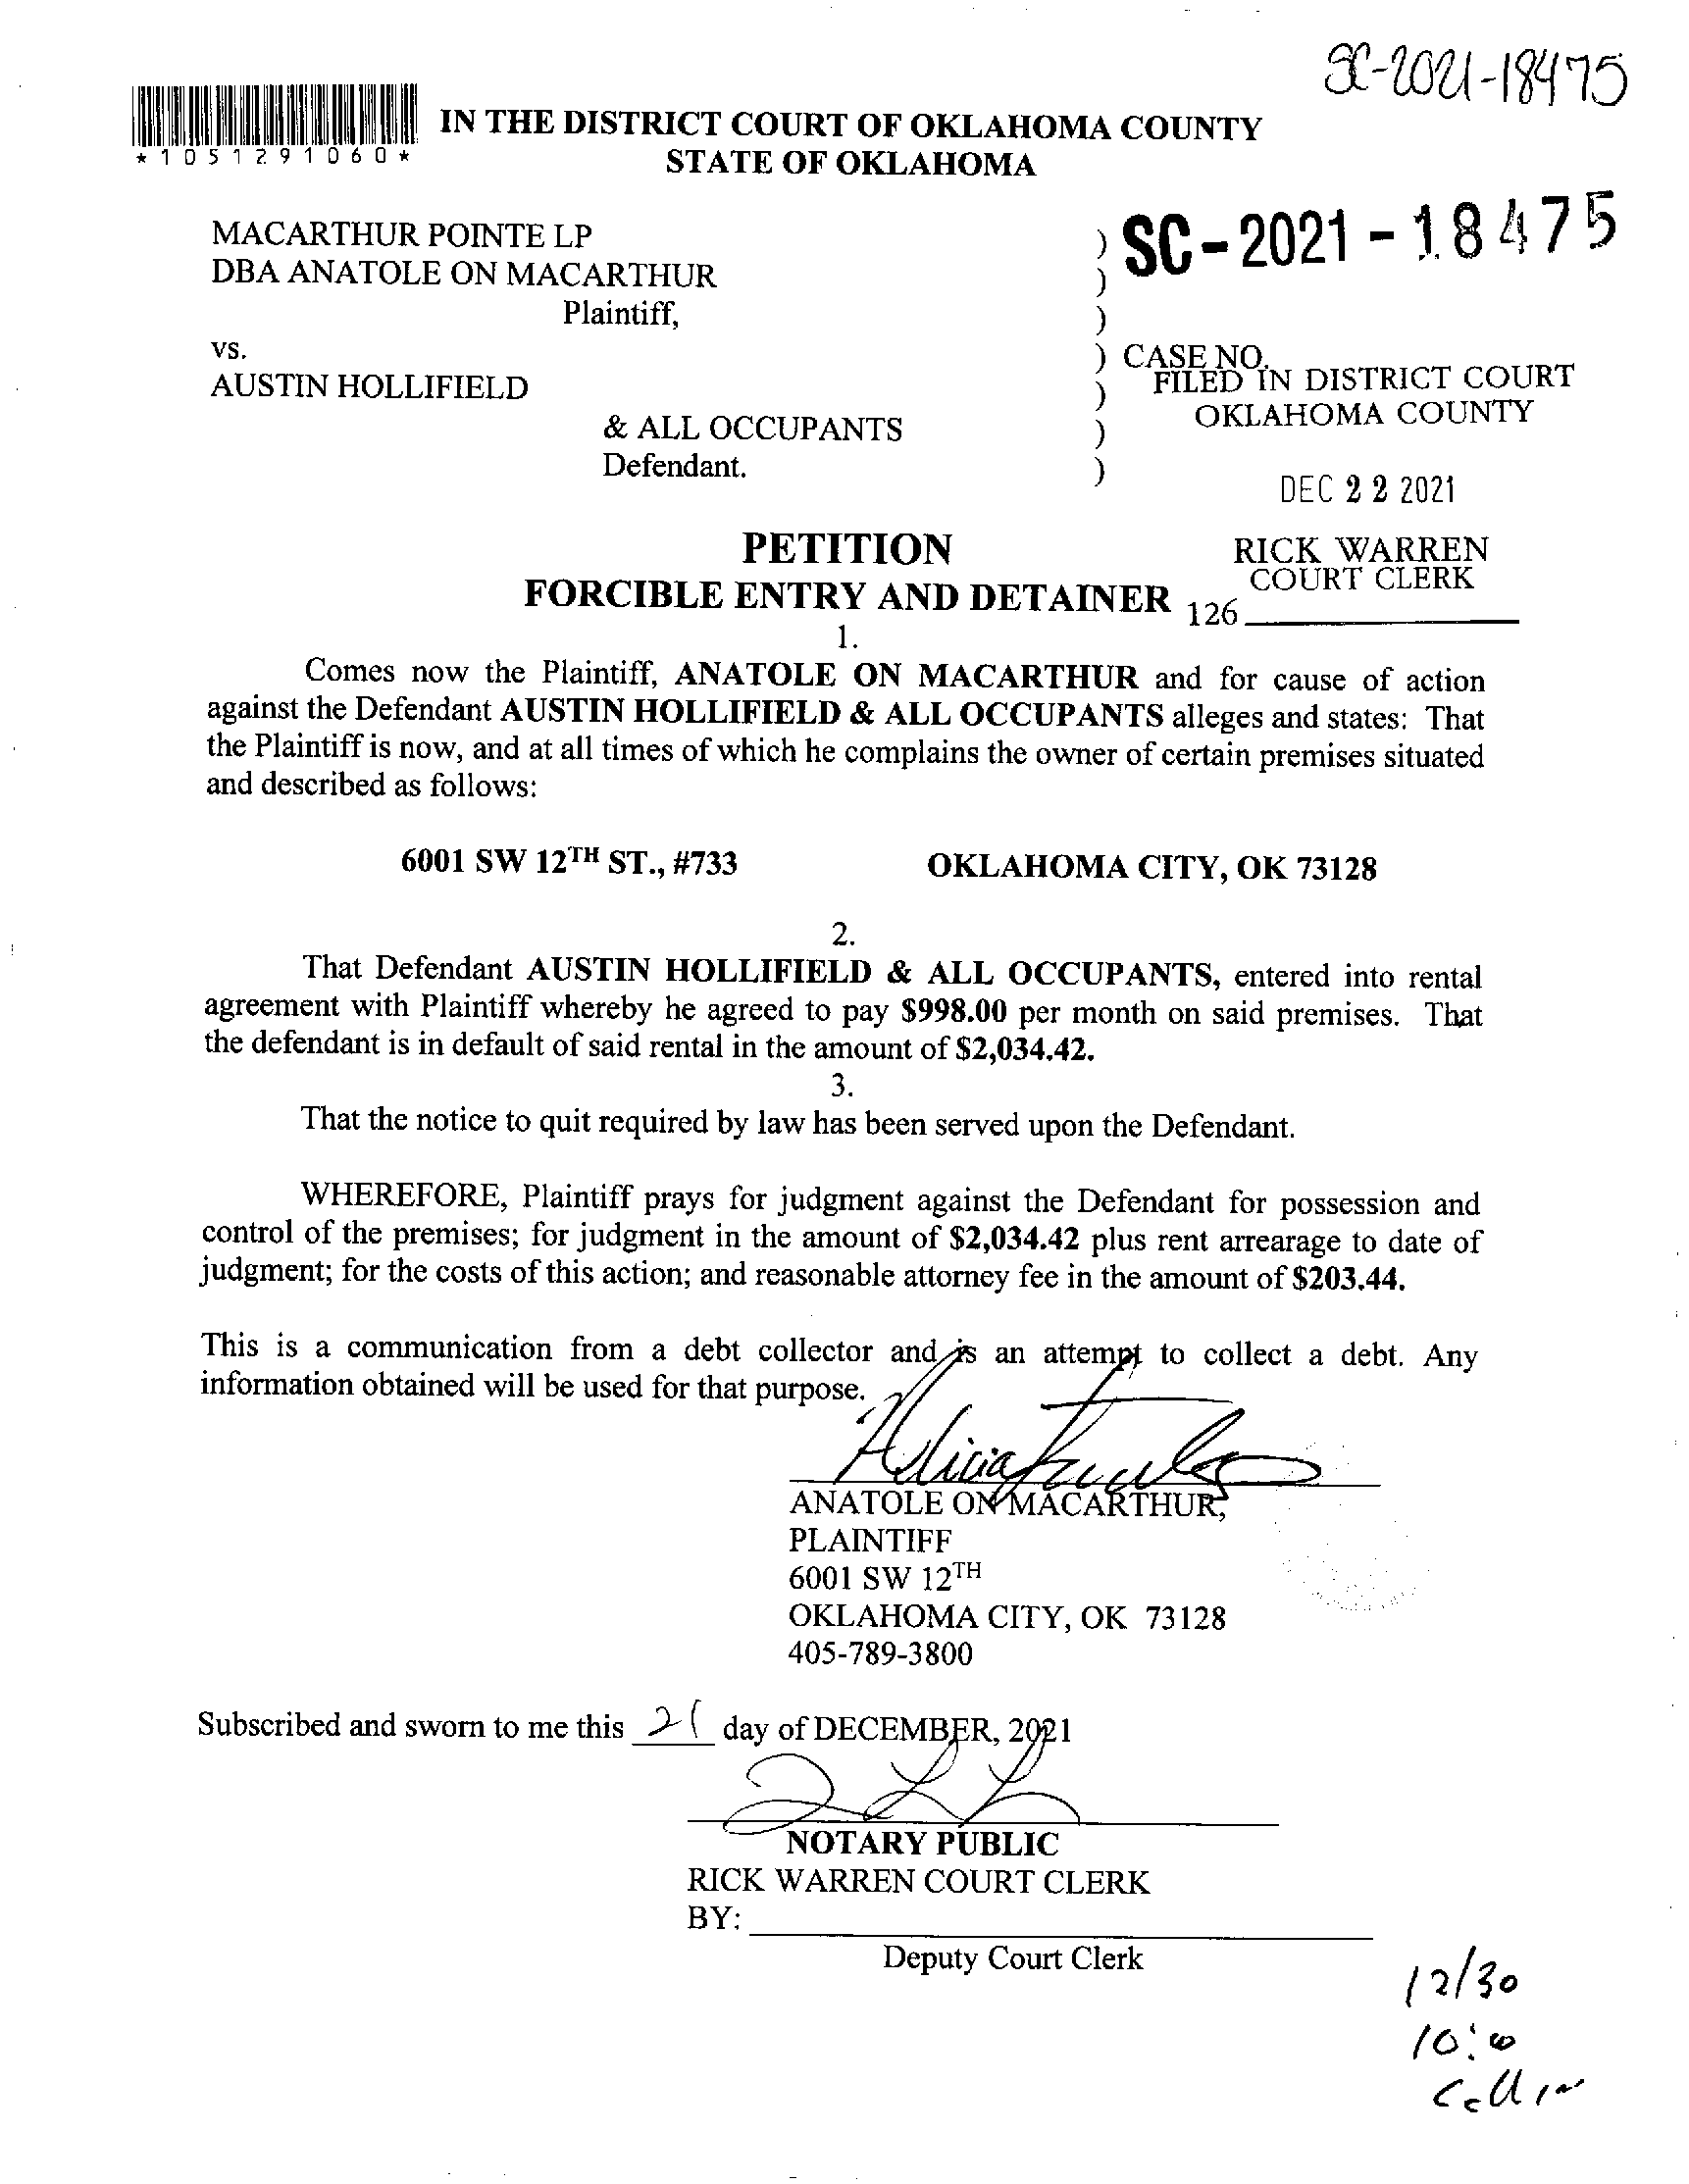 SC-2021-18475
IN THE DISTRICT COURT OF OKLAHOMA COUNTY
*1051291060*
STATE OF OKLAHOMA
MACARTHUR POINTE LP
DBA ANATOLE ON MACARTHUR
Plaintiff,
vs.
AUSTIN HOLLIFIELD
& ALL OCCUPANTS
Defendant.
)
)
)
)
)
)
)
SC-2021-18475
CASE NO.
FILED IN DISTRICT COURT
OKLAHOMA COUNTY
DEC 22 2021
RICK WARREN
COURT CLERK
126
PETITION
FORCIBLE ENTRY AND DETAINER
1.
Comes now the Plaintiff, ANATOLE ON MACARTHUR and for cause of action
against the Defendant AUSTIN HOLLIFIELD & ALL OCCUPANTS alleges and states: That
the Plaintiff is now, and at all times of which he complains the owner of certain premises situated
and described as follows:
6001 SW 12TH ST., #733 OKLAHOMA CITY, OK 73128
2.
That Defendant AUSTIN HOLLIFIELD & ALL OCCUPANTS, entered into rental
agreement with Plaintiff whereby he agreed to pay $998.00 per month on said premises. That
the defendant is in default of said rental in the amount of $2,034.42.
3.
That the notice to quit required by law has been served upon the Defendant.
WHEREFORE, Plaintiff prays for judgment against the Defendant for possession and
control of the premises; for judgment in the amount of $2,034.42 plus rent arrearage to date of
judgment; for the costs of this action; and reasonable attorney fee in the amount of $203.44.
This is a communication from a debt collector and is an attempt to collect a debt. Any
information obtained will be used for that purpose.
Alicia
ANATOLE ON MACARTHUR,
PLAINTIFF
6001 SW 12TH
OKLAHOMA CITY, OK 73128
405-789-3800
Subscribed and sworn to me this 21 day of DECEMBER, 2021
NOTARY PUBLIC
RICK WARREN COURT CLERK
BY:
Deputy Court Clerk
12/30
10:00